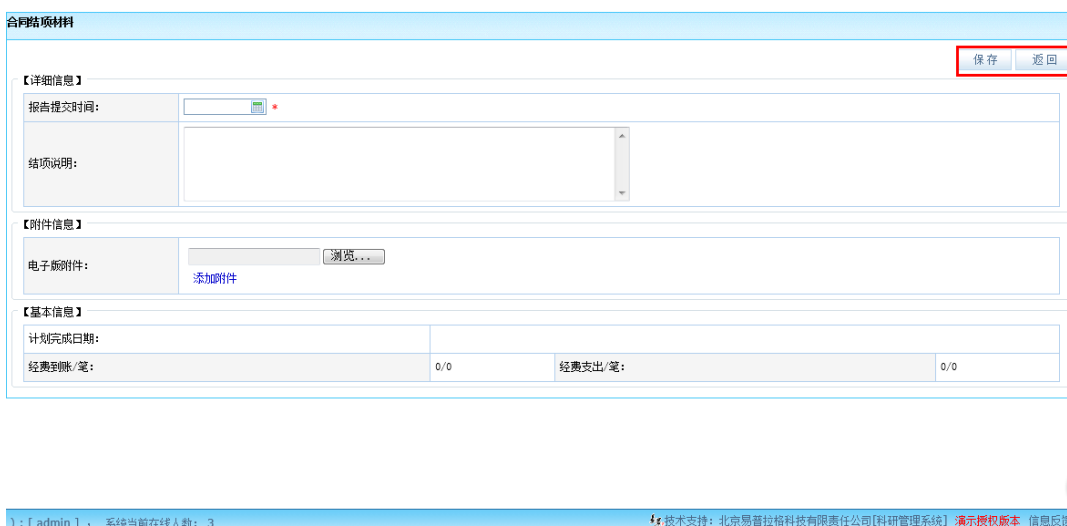 合同结项材料
保存 返回
【详细信息】
报告提交时间: *
结项说明:
【附件信息】
电子版附件: 浏览...
添加附件
【基本信息】
计划完成日期:
经费到账/笔: 0/0 经费支出/笔: 0/0
):[ admin ] , 系统当前在线人数: 3 技术支持: 北京易普拉格科技有限责任公司[科研管理系统] 演示授权版本 信息反